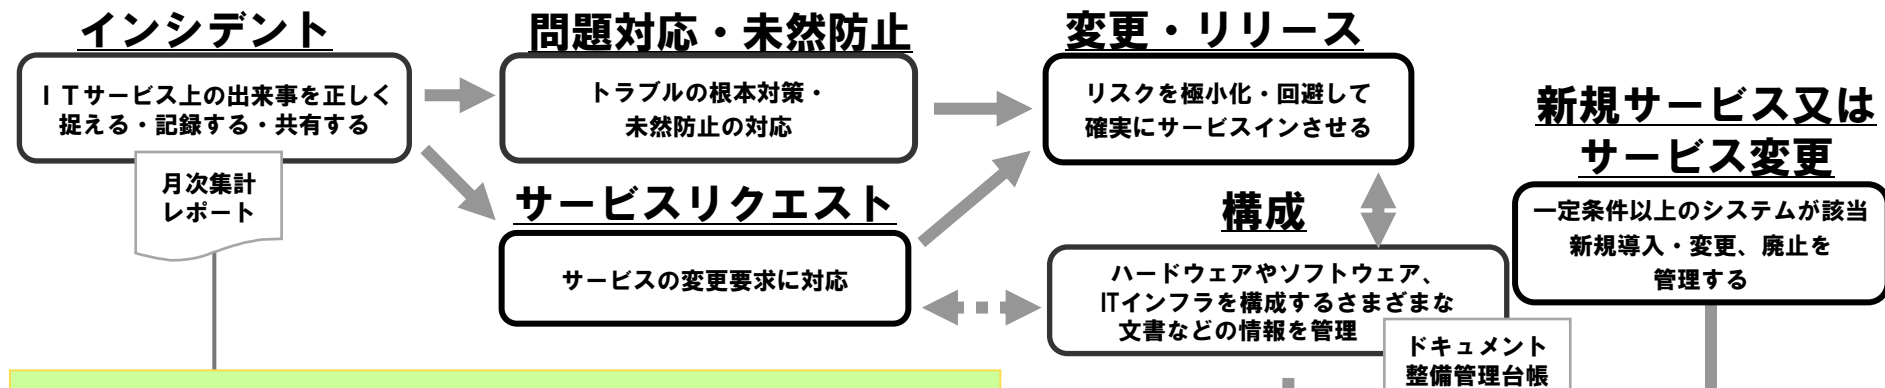 インシデント
ＩＴサービス上の出来事を正しく
捉える・記録する・共有する
月次集計
レポート
問題対応・未然防止
トラブルの根本対策・
未然防止の対応
サービスリクエスト
サービスの変更要求に対応
変更・リリース
リスクを極小化・回避して
確実にサービスインさせる
構成
ハードウェアやソフトウェア、
ITインフラを構成するさまざまな
文書などの情報を管理
ドキュメント
整備管理台帳
新規サービス又は
サービス変更
一定条件以上のシステムが該当
新規導入・変更、廃止を
管理する